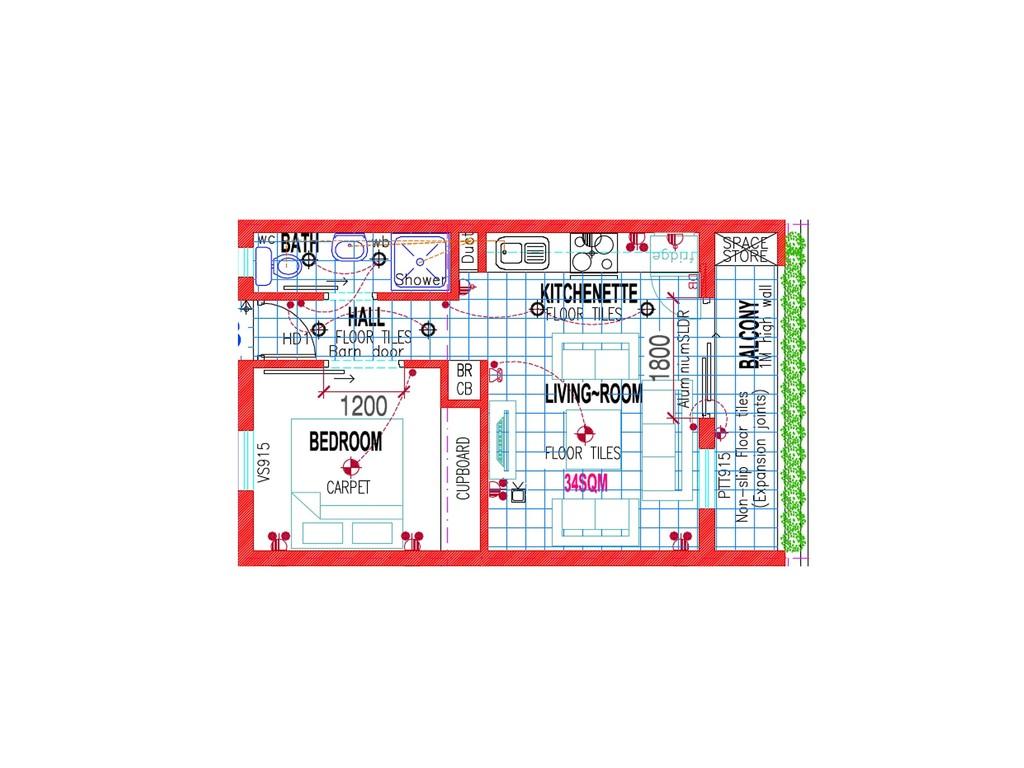 wc
BATH
wb
Duct
Shower
fridge
SPACE
STORE
DB
KITCHENETTE
FLOOR TILES
HALL
FLOOR TILES
HD1
Barn door
BR
CB
1800
AluminiumSLDR
BALCONY
1M high wall
1200
LIVING~ROOM
BEDROOM
VS915
CUPBOARD
FLOOR TILES
CARPET
34SQM
PTT915
Non-slip Floor tiles
(Expansion joints)